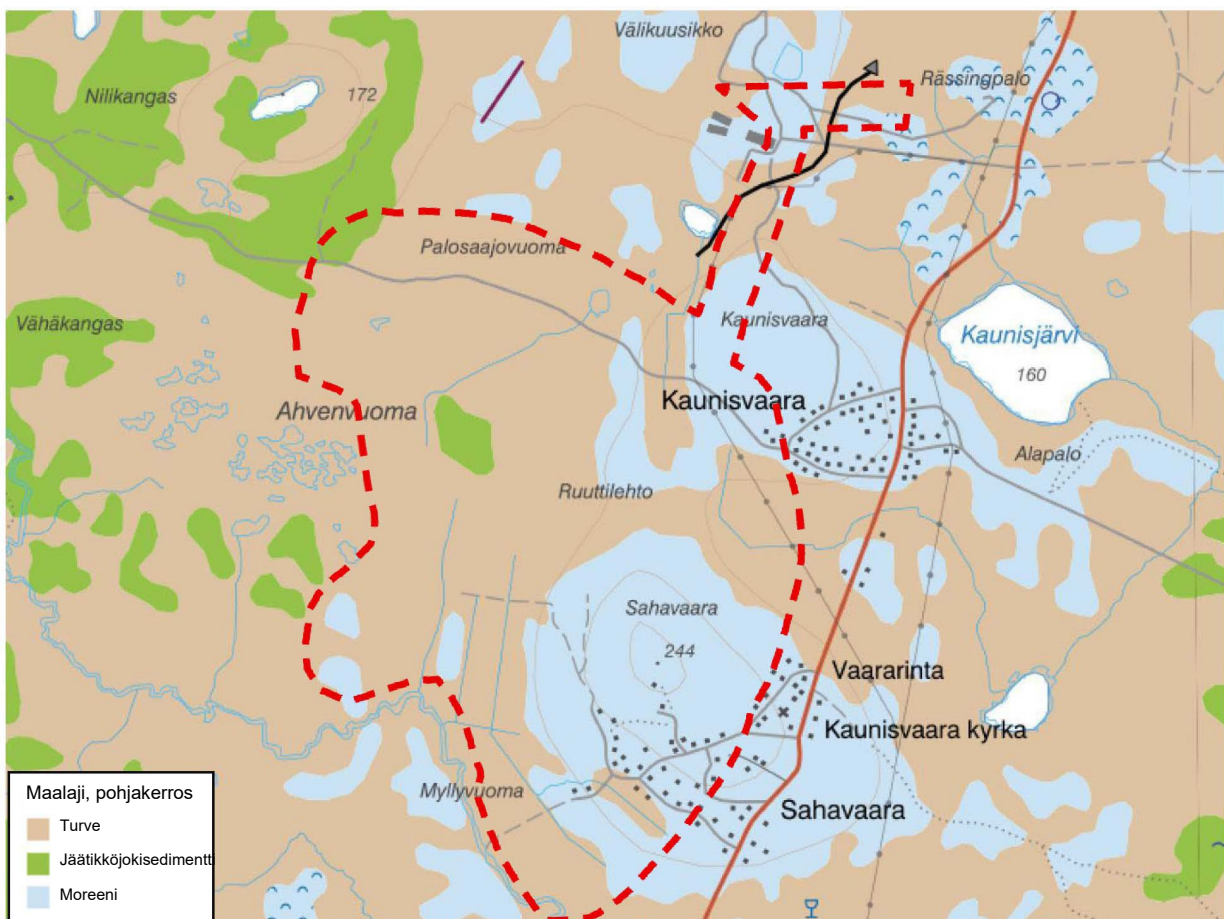 Välikuusikko
Nilikangas
172
Rässingpalo
Palosaajovuoma
Vähäkangas
Kaunisvaara
Kaunisjärvi
160
Ahvenvuoma
Kaunisvaara
Alapalo
Ruuttilehto
Sahavaara
244
Vaararinta
Kaunisvaara kyrka
Myllyvuoma
Sahavaara
Maalaji, pohjakerros
Turve
Jäätikköjokisedimentt
Moreeni